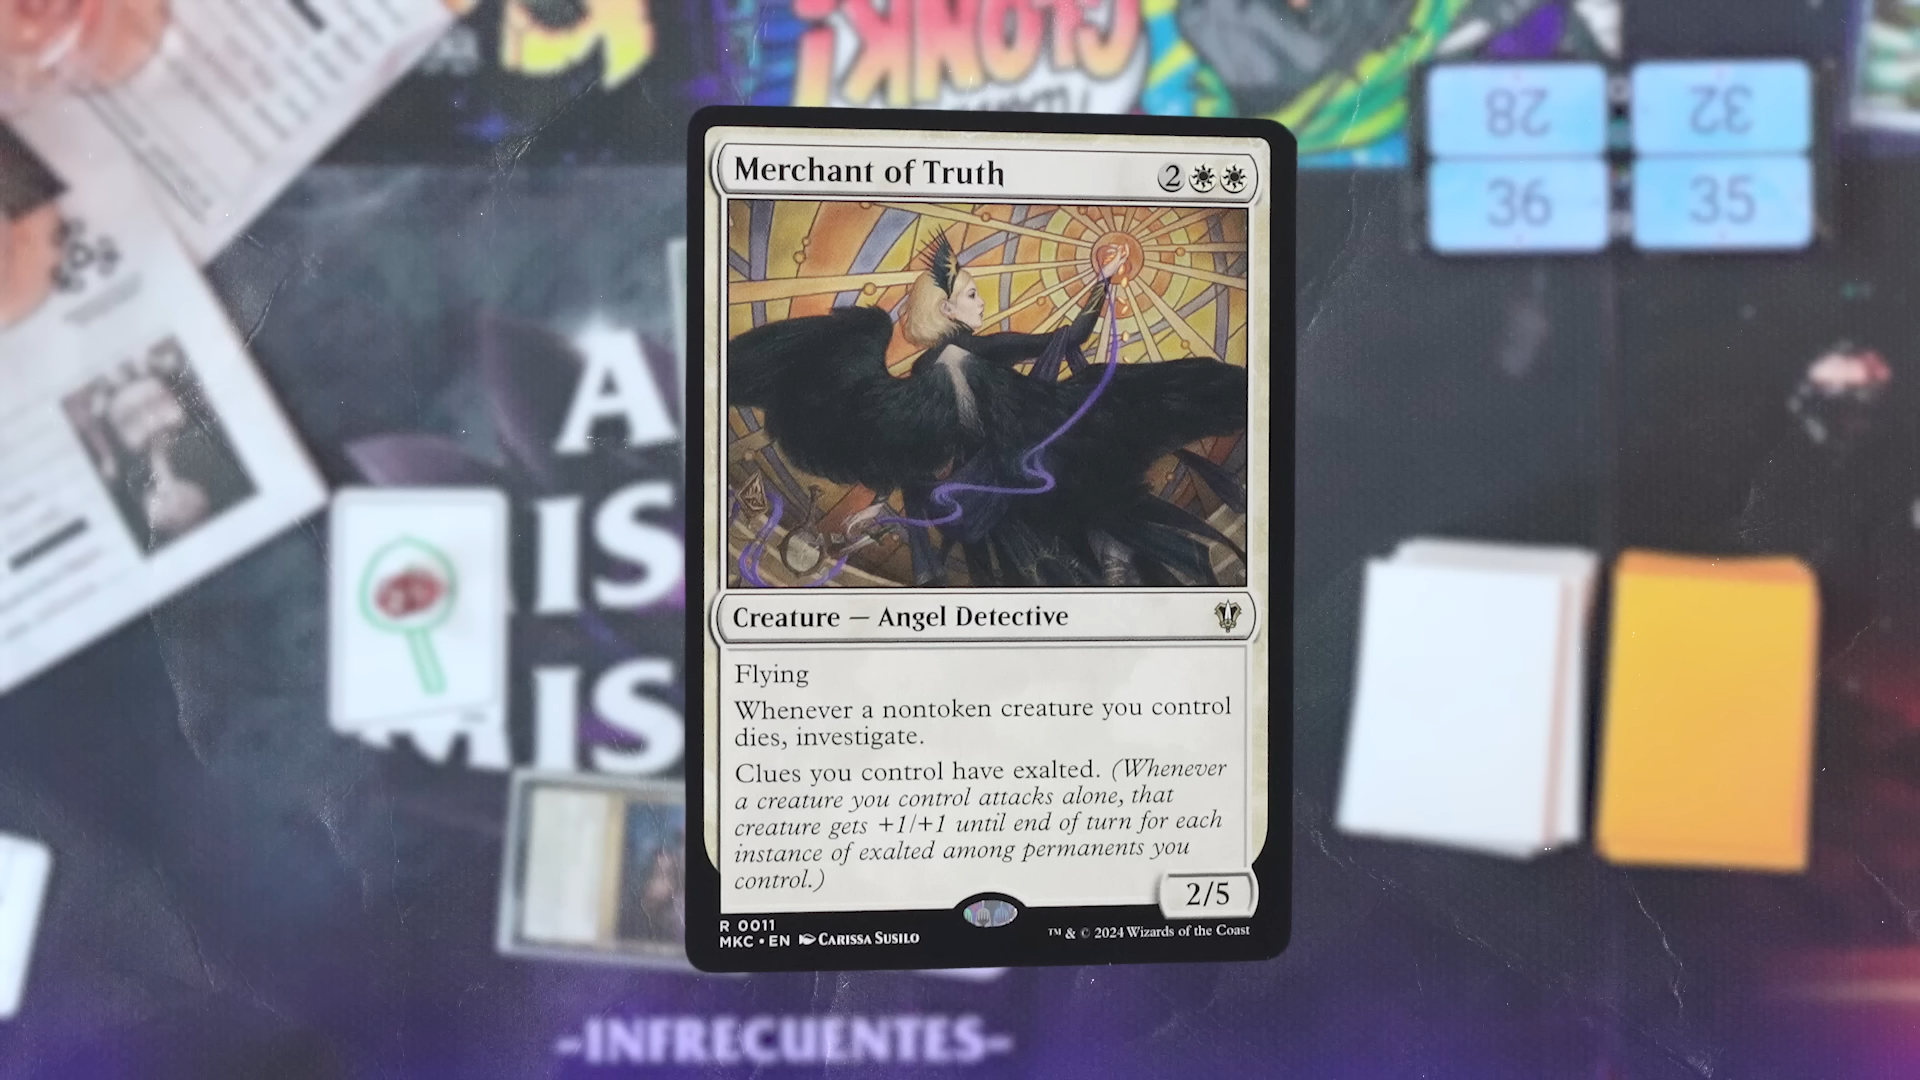 CLONK!
28
32
36
35
Merchant of Truth
2
A
IS
MIS
Creature — Angel Detective
Flying
Whenever a nontoken creature you control
dies, investigate.
Clues you control have exalted. (Whenever
a creature you control attacks alone, that
creature gets +1/+1 until end of turn for each
instance of exalted among permanents you
control.)
2/5
R 0011
MKC • EN CARISSA SUSILO
™ & © 2024 Wizards of the Coast
-INFRECUENTES-